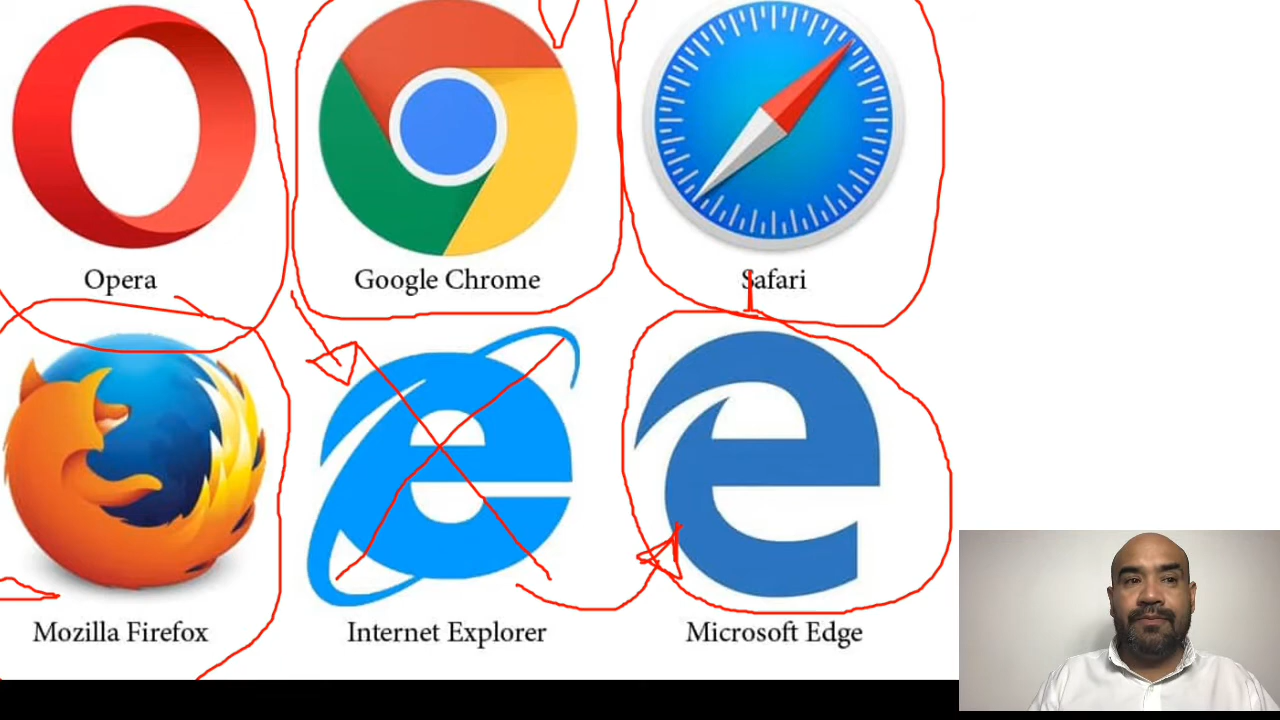 Opera
Google Chrome
Safari
Mozilla Firefox
Internet Explorer
Microsoft Edge